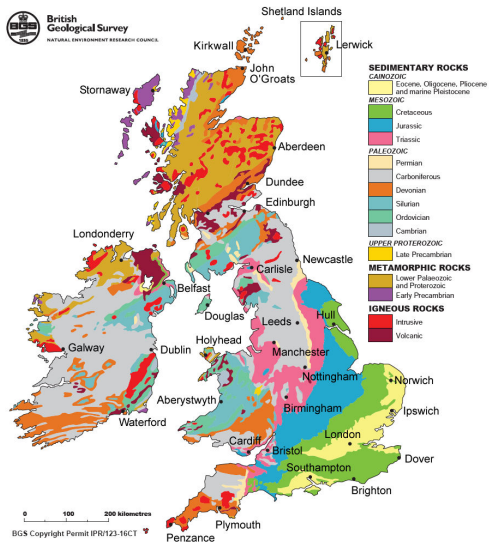 British
Geological Survey
NATURAL ENVIRONMENT RESEARCH COUNCIL
BGS
1835
Shetland Islands
Kirkwall
Lerwick
John
O'Groats
Stornaway
Aberdeen
Dundee
Edinburgh
Londonderry
Newcastle
Carlisle
Belfast
Douglas
Hull
Leeds
Holyhead
Galway
Dublin
Manchester
Nottingham
Norwich
Aberystwyth
Birmingham
Ipswich
Waterford
London
Cardiff
Bristol
Dover
Southampton
Brighton
Plymouth
Penzance
SEDIMENTARY ROCKS
CAINOZOIC
Eocene, Oligocene, Pliocene
and marine Pleistocene
MESOZOIC
Cretaceous
Jurassic
Triassic
PALEOZOIC
Permian
Carboniferous
Devonian
Silurian
Ordovician
Cambrian
UPPER PROTEROZOIC
Late Precambrian
METAMORPHIC ROCKS
Lower Palaeozoic
and Proterozoic
Early Precambrian
IGNEOUS ROCKS
Intrusive
Volcanic
0 100 200 kilometres
BGS Copyright Permit IPR/123-16CT